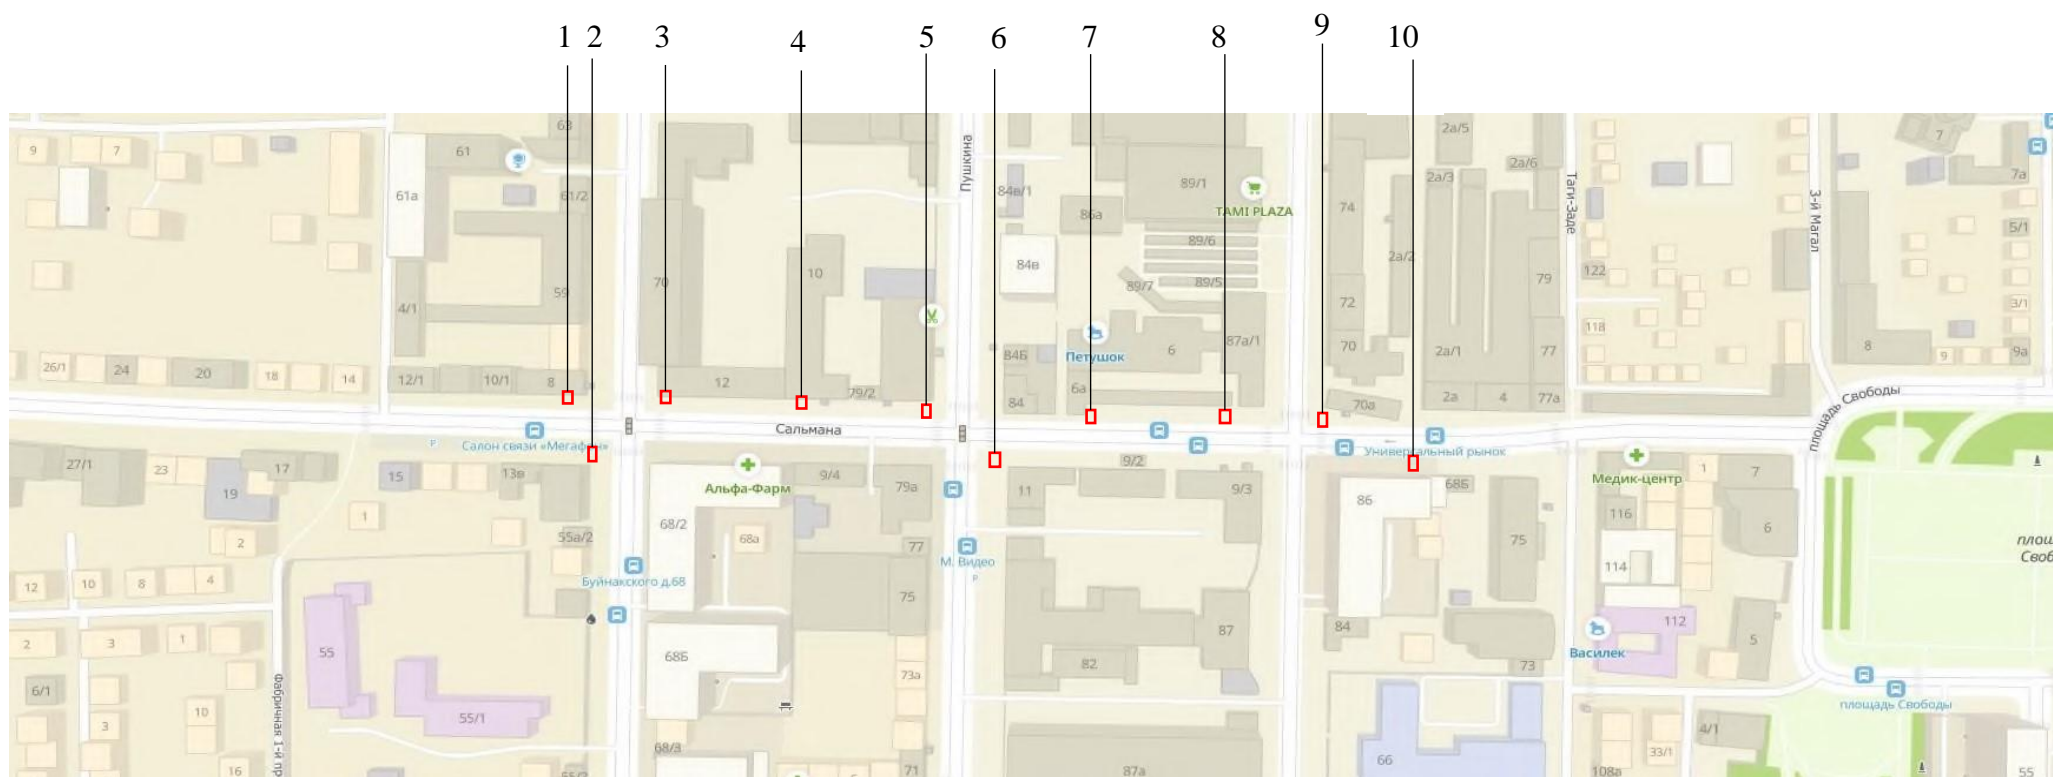 1 2 3 4 5 6 7 8 9 10
63
2а/5
7
9 7
61
Пушкина
2а/6
61а 61/2
84в/1
86а
89/1
TAMI PLAZA
74
2а/3
Таги-Заде
3-й Магал
7а
5/1
89/6
84в
2а/2
122
59
70
10
89/7 89/5
79
4/1
72
118
3/1
Петушок
6
87а/1
70
2а/1
77
8
9
9а
26/1 24 20 18 14
12/1 10/1 8
12
79/2
84Б
84
6а
70а
2а 4 77а
площадь Свободы
Сальмана
P
Салон связи «Мегафон»
Универсальный рынок
27/1 23 17
19
15
13в
Альфа-Фарм
9/4
79а
11
9/2
9/3
86
68Б
Медик-центр
1 7
116
6
68/2
68а
1
2
55а/2
77
М. Видео
P
75
114
площ
Своб
12 10 8 4
Буйнакского д.68
75
87
84
112
5
Василек
2 3 1
55
68Б
82
73
73а
6/1
Фабричная 1-й пр
10
3
55/1
площадь Свободы
68/3
4/1
33/1
16
55/2
71
87а
66
108а
55